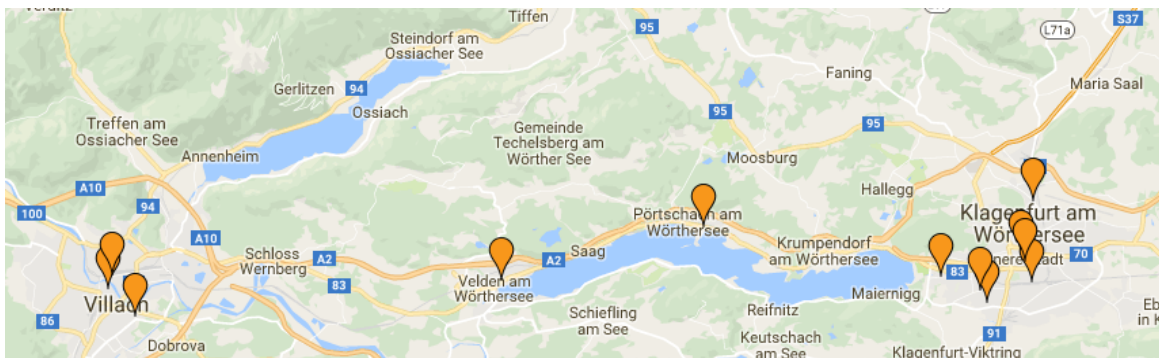 Tiffen
S37
95
L71a
Steindorf am
Ossiacher See
94
Gerlitzen
Faning
Maria Saal
Ossiach
Treffen am
Ossiacher See
Gemeinde
Techelsberg am
Wörther See
95
95
Annenheim
Moosburg
A10
Hallegg
100
94
A10
Pörtschach am
Wörthersee
Klagenfurt am
Wörthersee
Schloss
Wernberg
A2
Saag
A2
Krumpendorf
am Wörthersee
70
83
Velden am
Wörthersee
83
Villach
Maiernigg
86
Schiefling
am See
Reifnitz
91
Dobrova
Keutschach
am See
Klagenfurt-Viktring